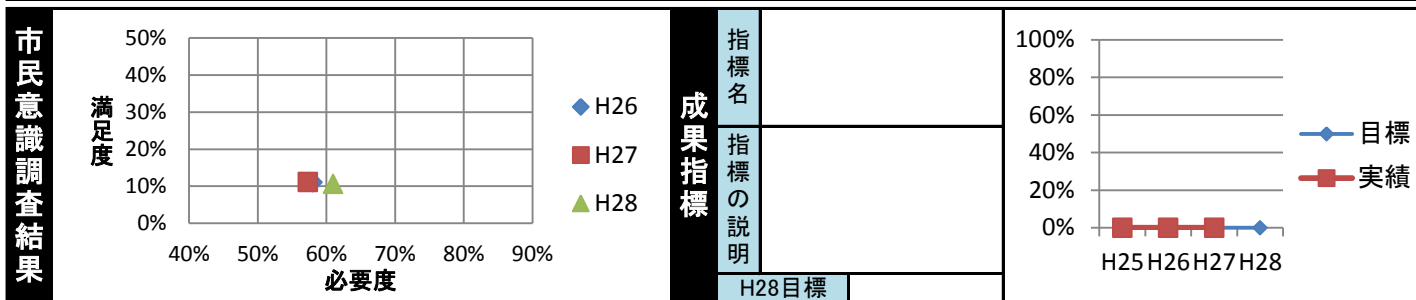 市民意識調査結果
50%
40%
30%
20%
10%
0%
満足度
40% 50% 60% 70% 80% 90%
必要度
H26
H27
H28
成果指標
指標名
指標の説明
H28目標
100%
80%
60%
40%
20%
0%
H25 H26 H27 H28
目標
実績